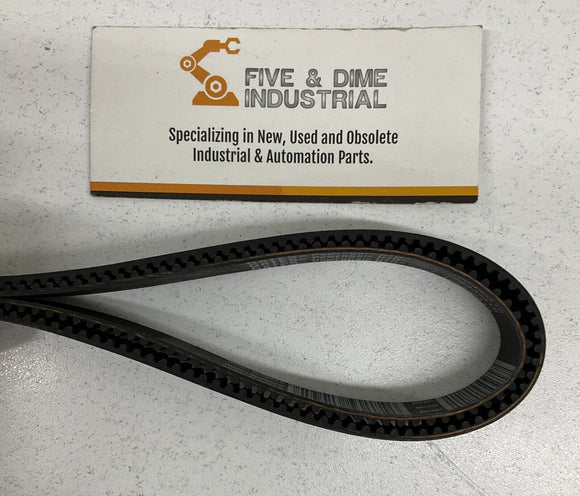 FIVE & DIME
INDUSTRIAL
Specializing in New, Used and Obsolete
Industrial & Automation Parts.